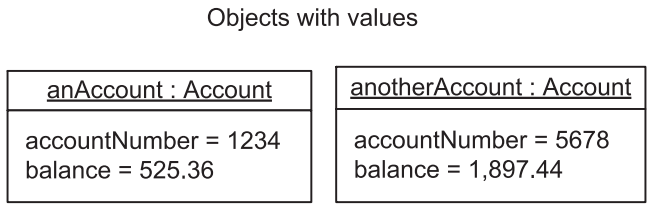 Objects with values
anAccount : Account
accountNumber = 1234
balance = 525.36
anotherAccount : Account
accountNumber = 5678
balance = 1,897.44